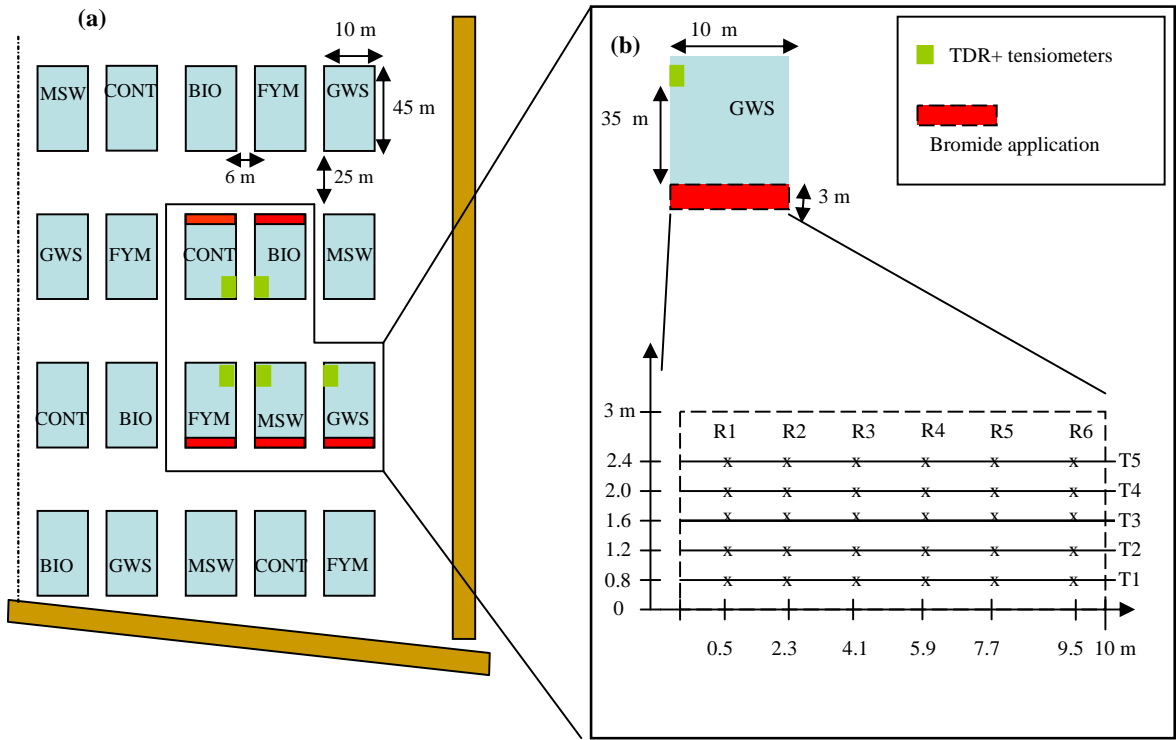 (a)
10 m
MSW CONT BIO FYM GWS
45 m
6 m
25 m
GWS FYM CONT BIO MSW
CONT BIO FYM MSW GWS
BIO GWS MSW CONT FYM
(b)
10 m
TDR+ tensiometers
35 m
GWS
Bromide application
3 m
3 m
R1 R2 R3 R4 R5 R6
2.4 x x x x x x T5
2.0 x x x x x x T4
1.6 x x x x x x T3
1.2 x x x x x x T2
0.8 x x x x x x T1
0
0.5 2.3 4.1 5.9 7.7 9.5 10 m